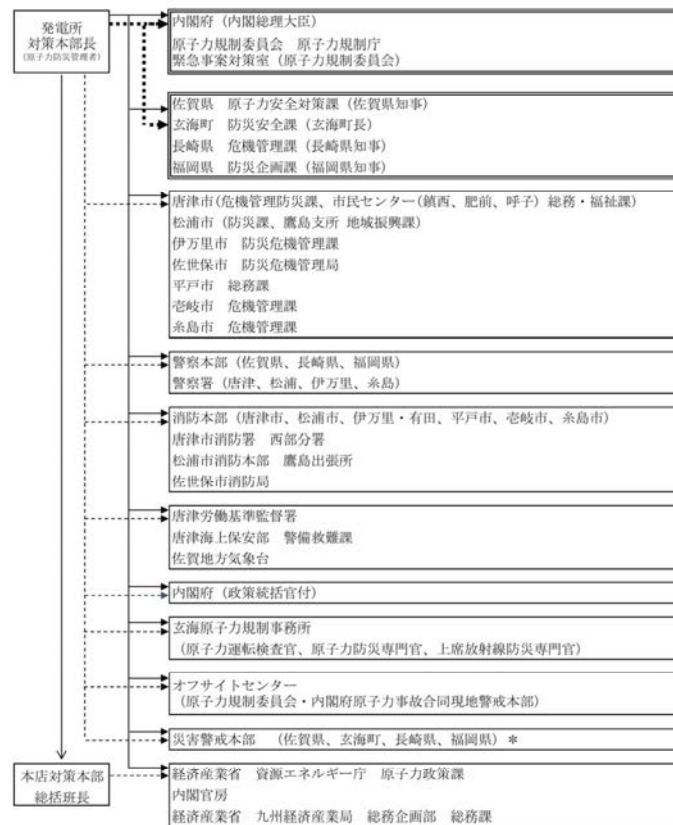 発電所
対策本部長
(原子力防災管理者)
内閣府（内閣総理大臣）
原子力規制委員会　原子力規制庁
緊急事案対策室（原子力規制委員会）
佐賀県　原子力安全対策課（佐賀県知事）
玄海町　防災安全課（玄海町長）
長崎県　危機管理課（長崎県知事）
福岡県　防災企画課（福岡県知事）
唐津市(危機管理防災課、市民センター(鎮西、肥前、呼子) 総務・福祉課)
松浦市（防災課、鷹島支所 地域振興課）
伊万里市　防災危機管理課
佐世保市　防災危機管理局
平戸市　総務課
壱岐市　危機管理課
糸島市　危機管理課
警察本部（佐賀県、長崎県、福岡県）
警察署（唐津、松浦、伊万里、糸島）
消防本部（唐津市、松浦市、伊万里・有田、平戸市、壱岐市、糸島市）
唐津市消防署　西部分署
松浦市消防本部　鷹島出張所
佐世保市消防局
唐津労働基準監督署
唐津海上保安部　警備救難課
佐賀地方気象台
内閣府（政策統括官付）
玄海原子力規制事務所
（原子力運転検査官、原子力防災専門官、上席放射線防災専門官）
オフサイトセンター
（原子力規制委員会・内閣府原子力事故合同現地警戒本部）
災害警戒本部　（佐賀県、玄海町、長崎県、福岡県）＊
本店対策本部
総括班長
経済産業省　資源エネルギー庁　原子力政策課
内閣官房
経済産業省　九州経済産業局　総務企画部　総務課